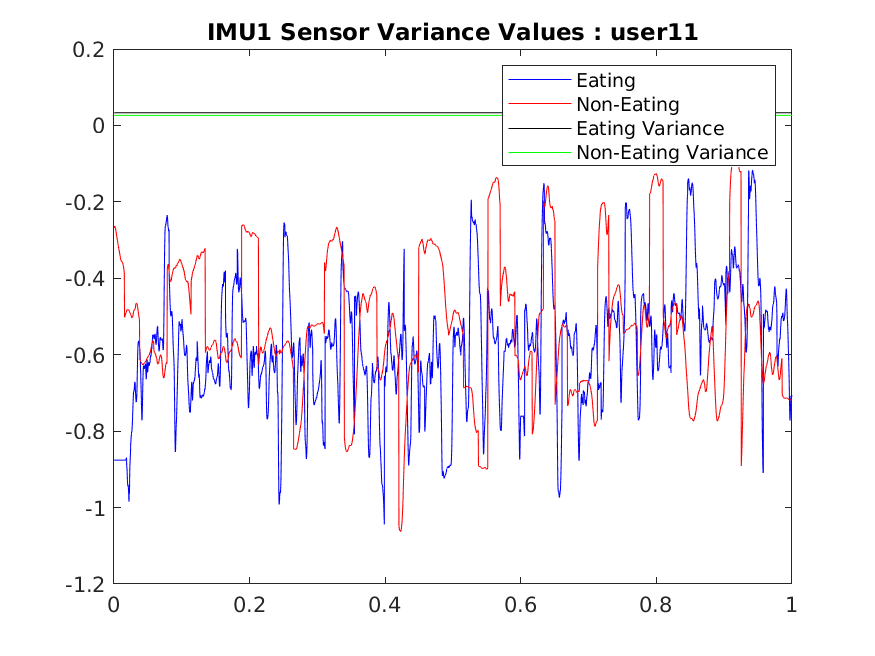 IMU1 Sensor Variance Values : user11
0.2
0
-0.2
-0.4
-0.6
-0.8
-1
-1.2
Eating
Non-Eating
Eating Variance
Non-Eating Variance
0 0.2 0.4 0.6 0.8 1